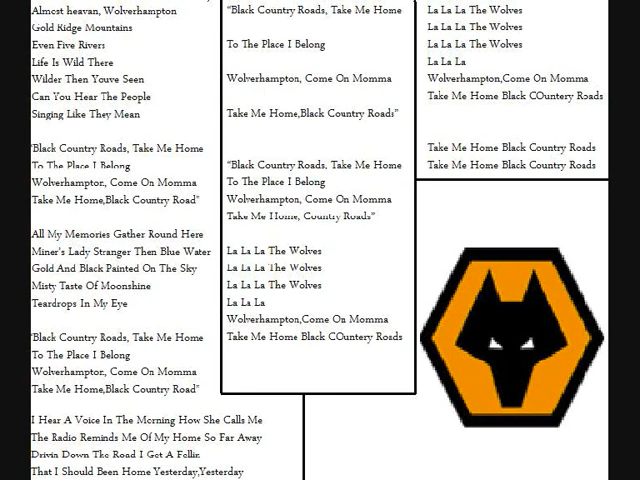 Almost heavan, Wolverhampton
Gold Ridge Mountains
Even Five Rivers
Life Is Wild There
Wilder Then Youve Seen
Can You Hear The People
Singing Like They Mean
"Black Country Roads, Take Me Home
To The Place I Belong
Wolverhampton, Come On Momma
Take Me Home,Black Country Road"
All My Memories Gather Round Here
Miner's Lady Stranger Then Blue Water
Gold And Black Painted On The Sky
Misty Taste Of Moonshine
Teardrops In My Eye
"Black Country Roads, Take Me Home
To The Place I Belong
Wolverhampton, Come On Momma
Take Me Home,Black Country Road"
I Hear A Voice In The Morning How She Calls Me
The Radio Reminds Me Of My Home So Far Away
Drivin Down The Road I Get A Fellin
That I Should Been Home Yesterday,Yesterday
"Black Country Roads, Take Me Home
To The Place I Belong
Wolverhampton, Come On Momma
Take Me Home,Black Country Roads"
"Black Country Roads, Take Me Home
To The Place I Belong
Wolverhampton, Come On Momma
Take Me Home, Country Roads"
La La La The Wolves
La La La The Wolves
La La La The Wolves
La La La
Wolverhampton,Come On Momma
Take Me Home Black COuntery Roads
La La La The Wolves
La La La The Wolves
La La La The Wolves
La La La
Wolverhampton,Come On Momma
Take Me Home Black COuntery Roads
Take Me Home Black Country Roads
Take Me Home Black Country Roads